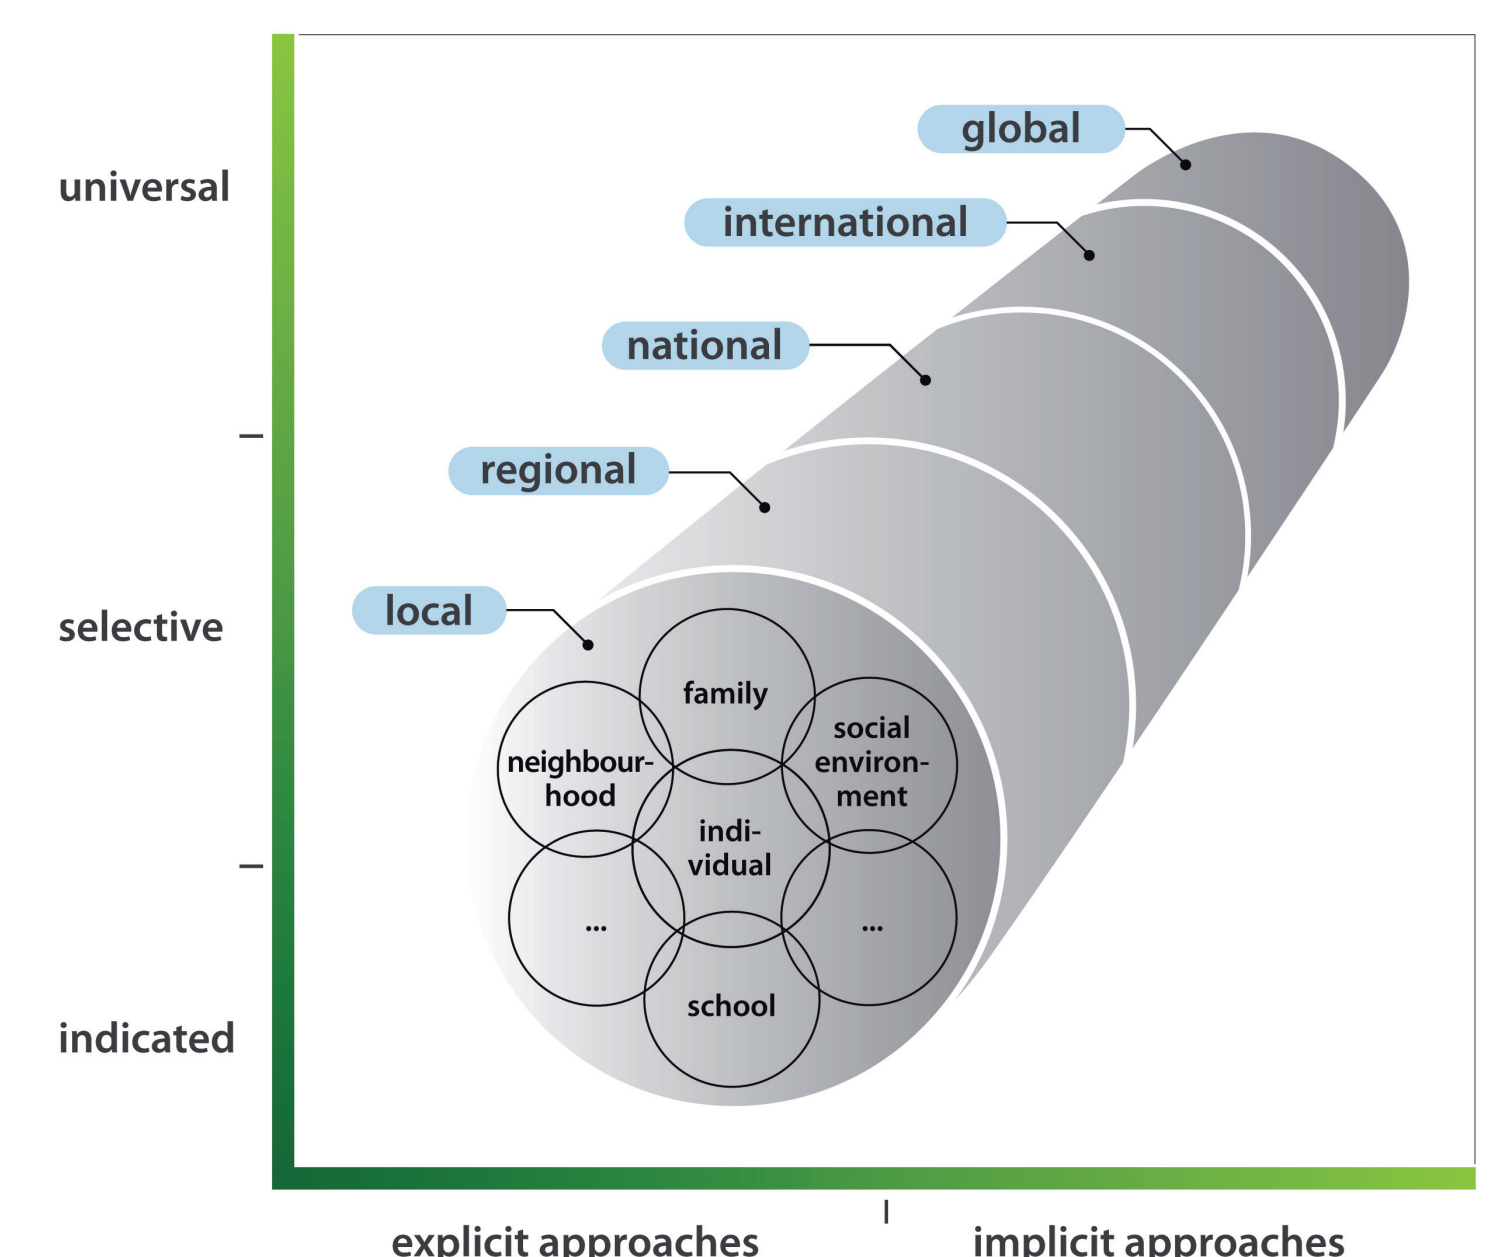 global
universal
international
national
regional
local
selective
family
social
environ-
ment
neighbour-
hood
indi-
vidual
...
...
school
indicated
explicit approaches
implicit approaches